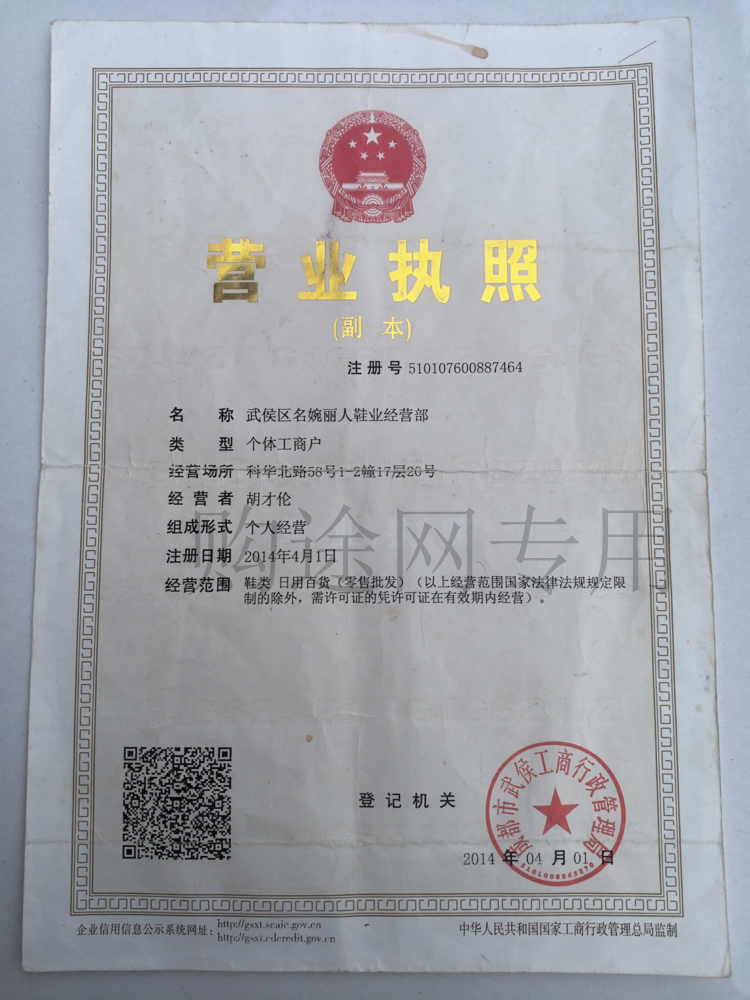 营业执照
(副 本)
注册号 510107600887464
名 称 武侯区名婉丽人鞋业经营部
类 型 个体工商户
经营场所 科华北路58号1-2幢17层20号
经营者 胡才伦
组成形式 个人经营
注册日期 2014年4月1日
经营范围 鞋类 日用百货（零售批发）（以上经营范围国家法律法规规定限
制的除外，需许可证的凭许可证在有效期内经营）。
购途网专用
登记机关
成都市武侯工商行政管理局
2014 年 04 月 01 日
企业信用信息公示系统网址: http://gsxt.scaic.gov.cn
http://gsxt.cdcredit.gov.cn
中华人民共和国国家工商行政管理总局监制